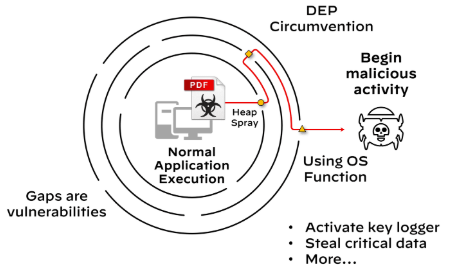 DEP
Circumvention
Begin
malicious
activity
PDF
Heap
Spray
Normal
Application
Execution
Using OS
Function
Gaps are
vulnerabilities
• Activate key logger
• Steal critical data
• More...